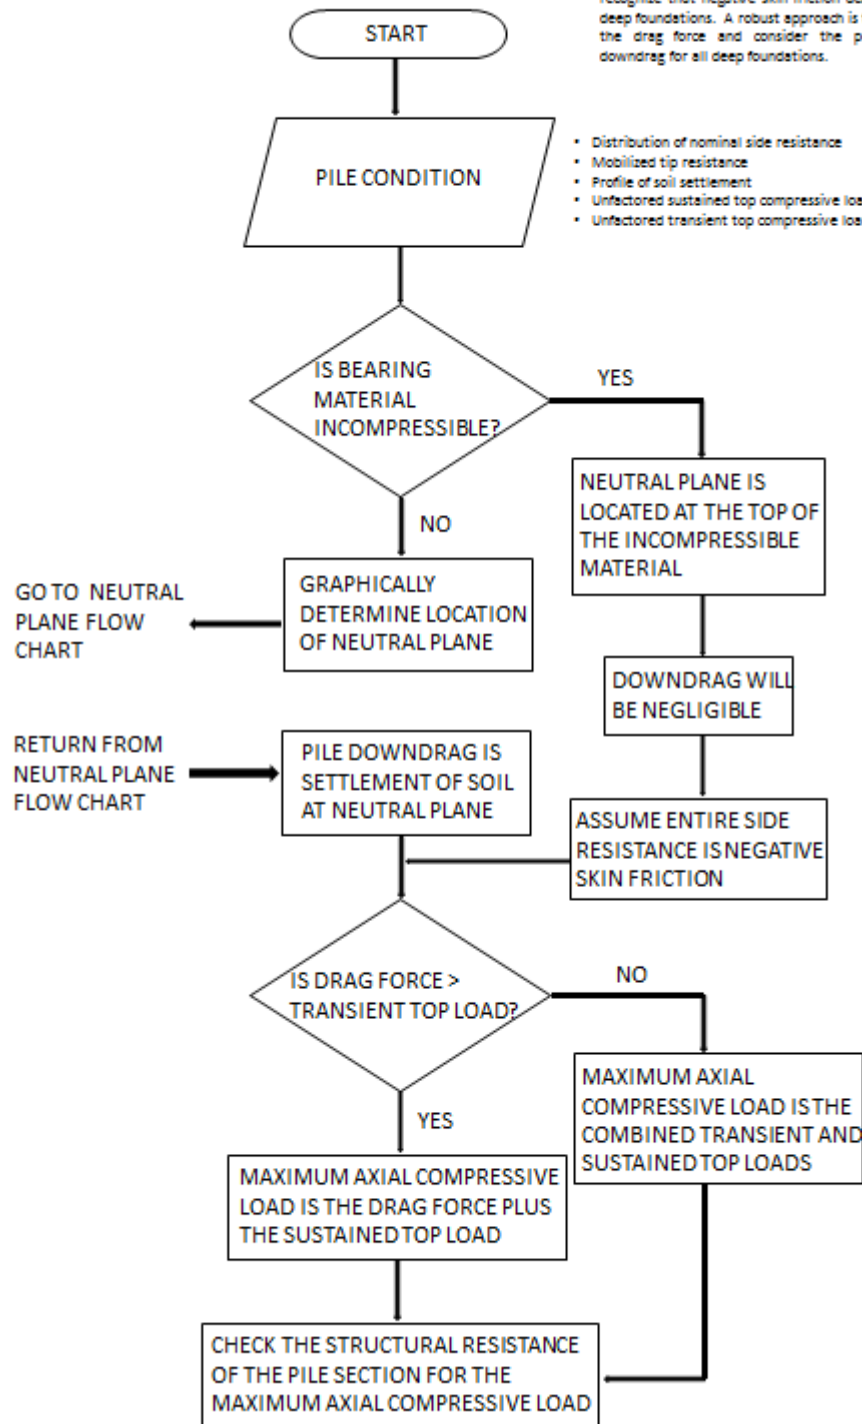 recognize that negative skin friction
deep foundations. A robust approach is
the drag force and consider the
downdrag for all deep foundations.
START
PILE CONDITION
• Distribution of nominal side resistance
• Mobilized tip resistance
• Profile of soil settlement
• Unfactored sustained top compressive
• Unfactored transient top compressive
IS BEARING
MATERIAL
INCOMPRESSIBLE?
YES
NO
NEUTRAL PLANE IS
LOCATED AT THE TOP OF
THE INCOMPRESSIBLE
MATERIAL
GO TO NEUTRAL
PLANE FLOW
CHART
GRAPHICALLY
DETERMINE LOCATION
OF NEUTRAL PLANE
DOWNDRAG WILL
BE NEGLIGIBLE
RETURN FROM
NEUTRAL PLANE
FLOW CHART
PILE DOWNDRAG IS
SETTLEMENT OF SOIL
AT NEUTRAL PLANE
ASSUME ENTIRE SIDE
RESISTANCE IS NEGATIVE
SKIN FRICTION
IS DRAG FORCE >
TRANSIENT TOP LOAD?
NO
YES
MAXIMUM AXIAL
COMPRESSIVE LOAD IS THE
COMBINED TRANSIENT AND
SUSTAINED TOP LOADS
MAXIMUM AXIAL COMPRESSIVE
LOAD IS THE DRAG FORCE PLUS
THE SUSTAINED TOP LOAD
CHECK THE STRUCTURAL RESISTANCE
OF THE PILE SECTION FOR THE
MAXIMUM AXIAL COMPRESSIVE LOAD